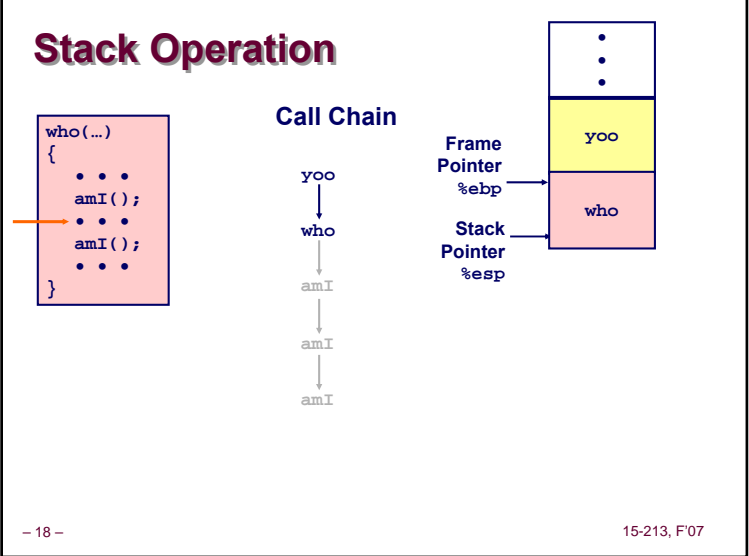 Stack Operation
who(…)
{
• • •
amI();
• • •
amI();
• • •
}
Call Chain
yoo
who
amI
amI
amI
•
•
•
yoo
who
Frame
Pointer
%ebp
Stack
Pointer
%esp
– 18 –
15-213, F'07